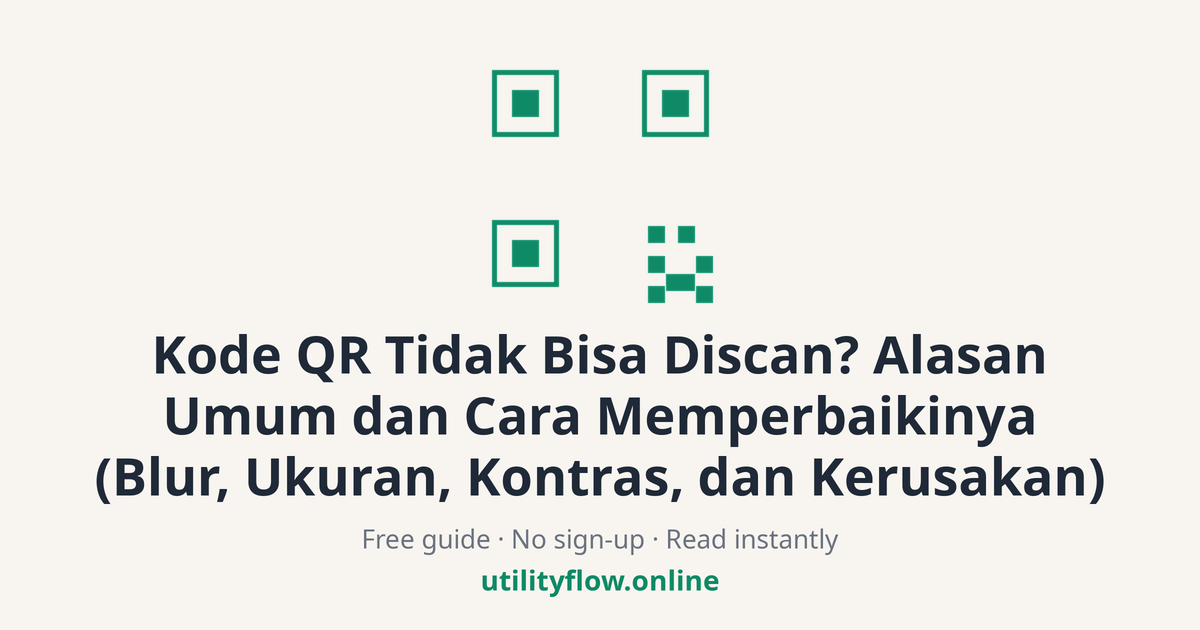 Kode QR Tidak Bisa Discan? Alasan
Umum dan Cara Memperbaikinya
(Blur, Ukuran, Kontras, dan Kerusakan)
Free guide · No sign-up · Read instantly
utilityflow.online